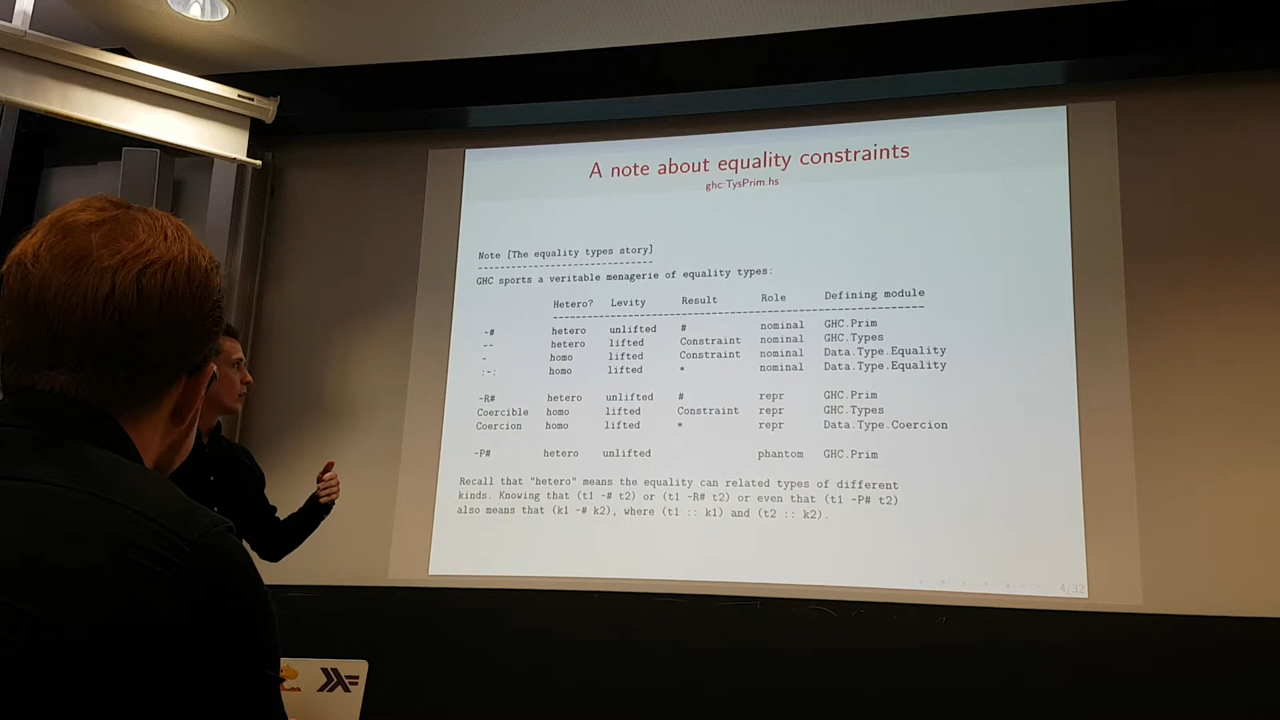 A note about equality constraints
ghc:TysPrim.hs
Note [The equality types story]
-------------------------------
GHC sports a veritable menagerie of equality types:
Hetero? Levity Result Role Defining module
------------------------------------------------------------
-# hetero unlifted # nominal GHC.Prim
-- hetero lifted Constraint nominal GHC.Types
- homo lifted Constraint nominal Data.Type.Equality
:-: homo lifted * nominal Data.Type.Equality
-R# hetero unlifted # repr GHC.Prim
Coercible homo lifted Constraint repr GHC.Types
Coercion homo lifted * repr Data.Type.Coercion
-P# hetero unlifted phantom GHC.Prim
Recall that "hetero" means the equality can related types of different
kinds. Knowing that (t1 -# t2) or (t1 -R# t2) or even that (t1 -P# t2)
also means that (k1 -# k2), where (t1 :: k1) and (t2 :: k2).
4/32